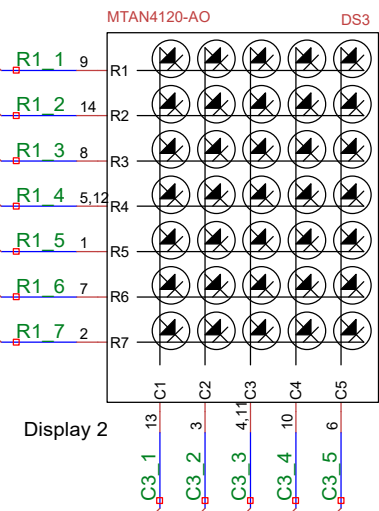 MTAN4120-AO DS3
R1_1 9 R1
R1_2 14 R2
R1_3 8 R3
R1_4 5,12 R4
R1_5 1 R5
R1_6 7 R6
R1_7 2 R7
C1 C2 C3 C4 C5
Display 2 13 3 4,11 10 6
C3_1 C3_2 C3_3 C3_4 C3_5